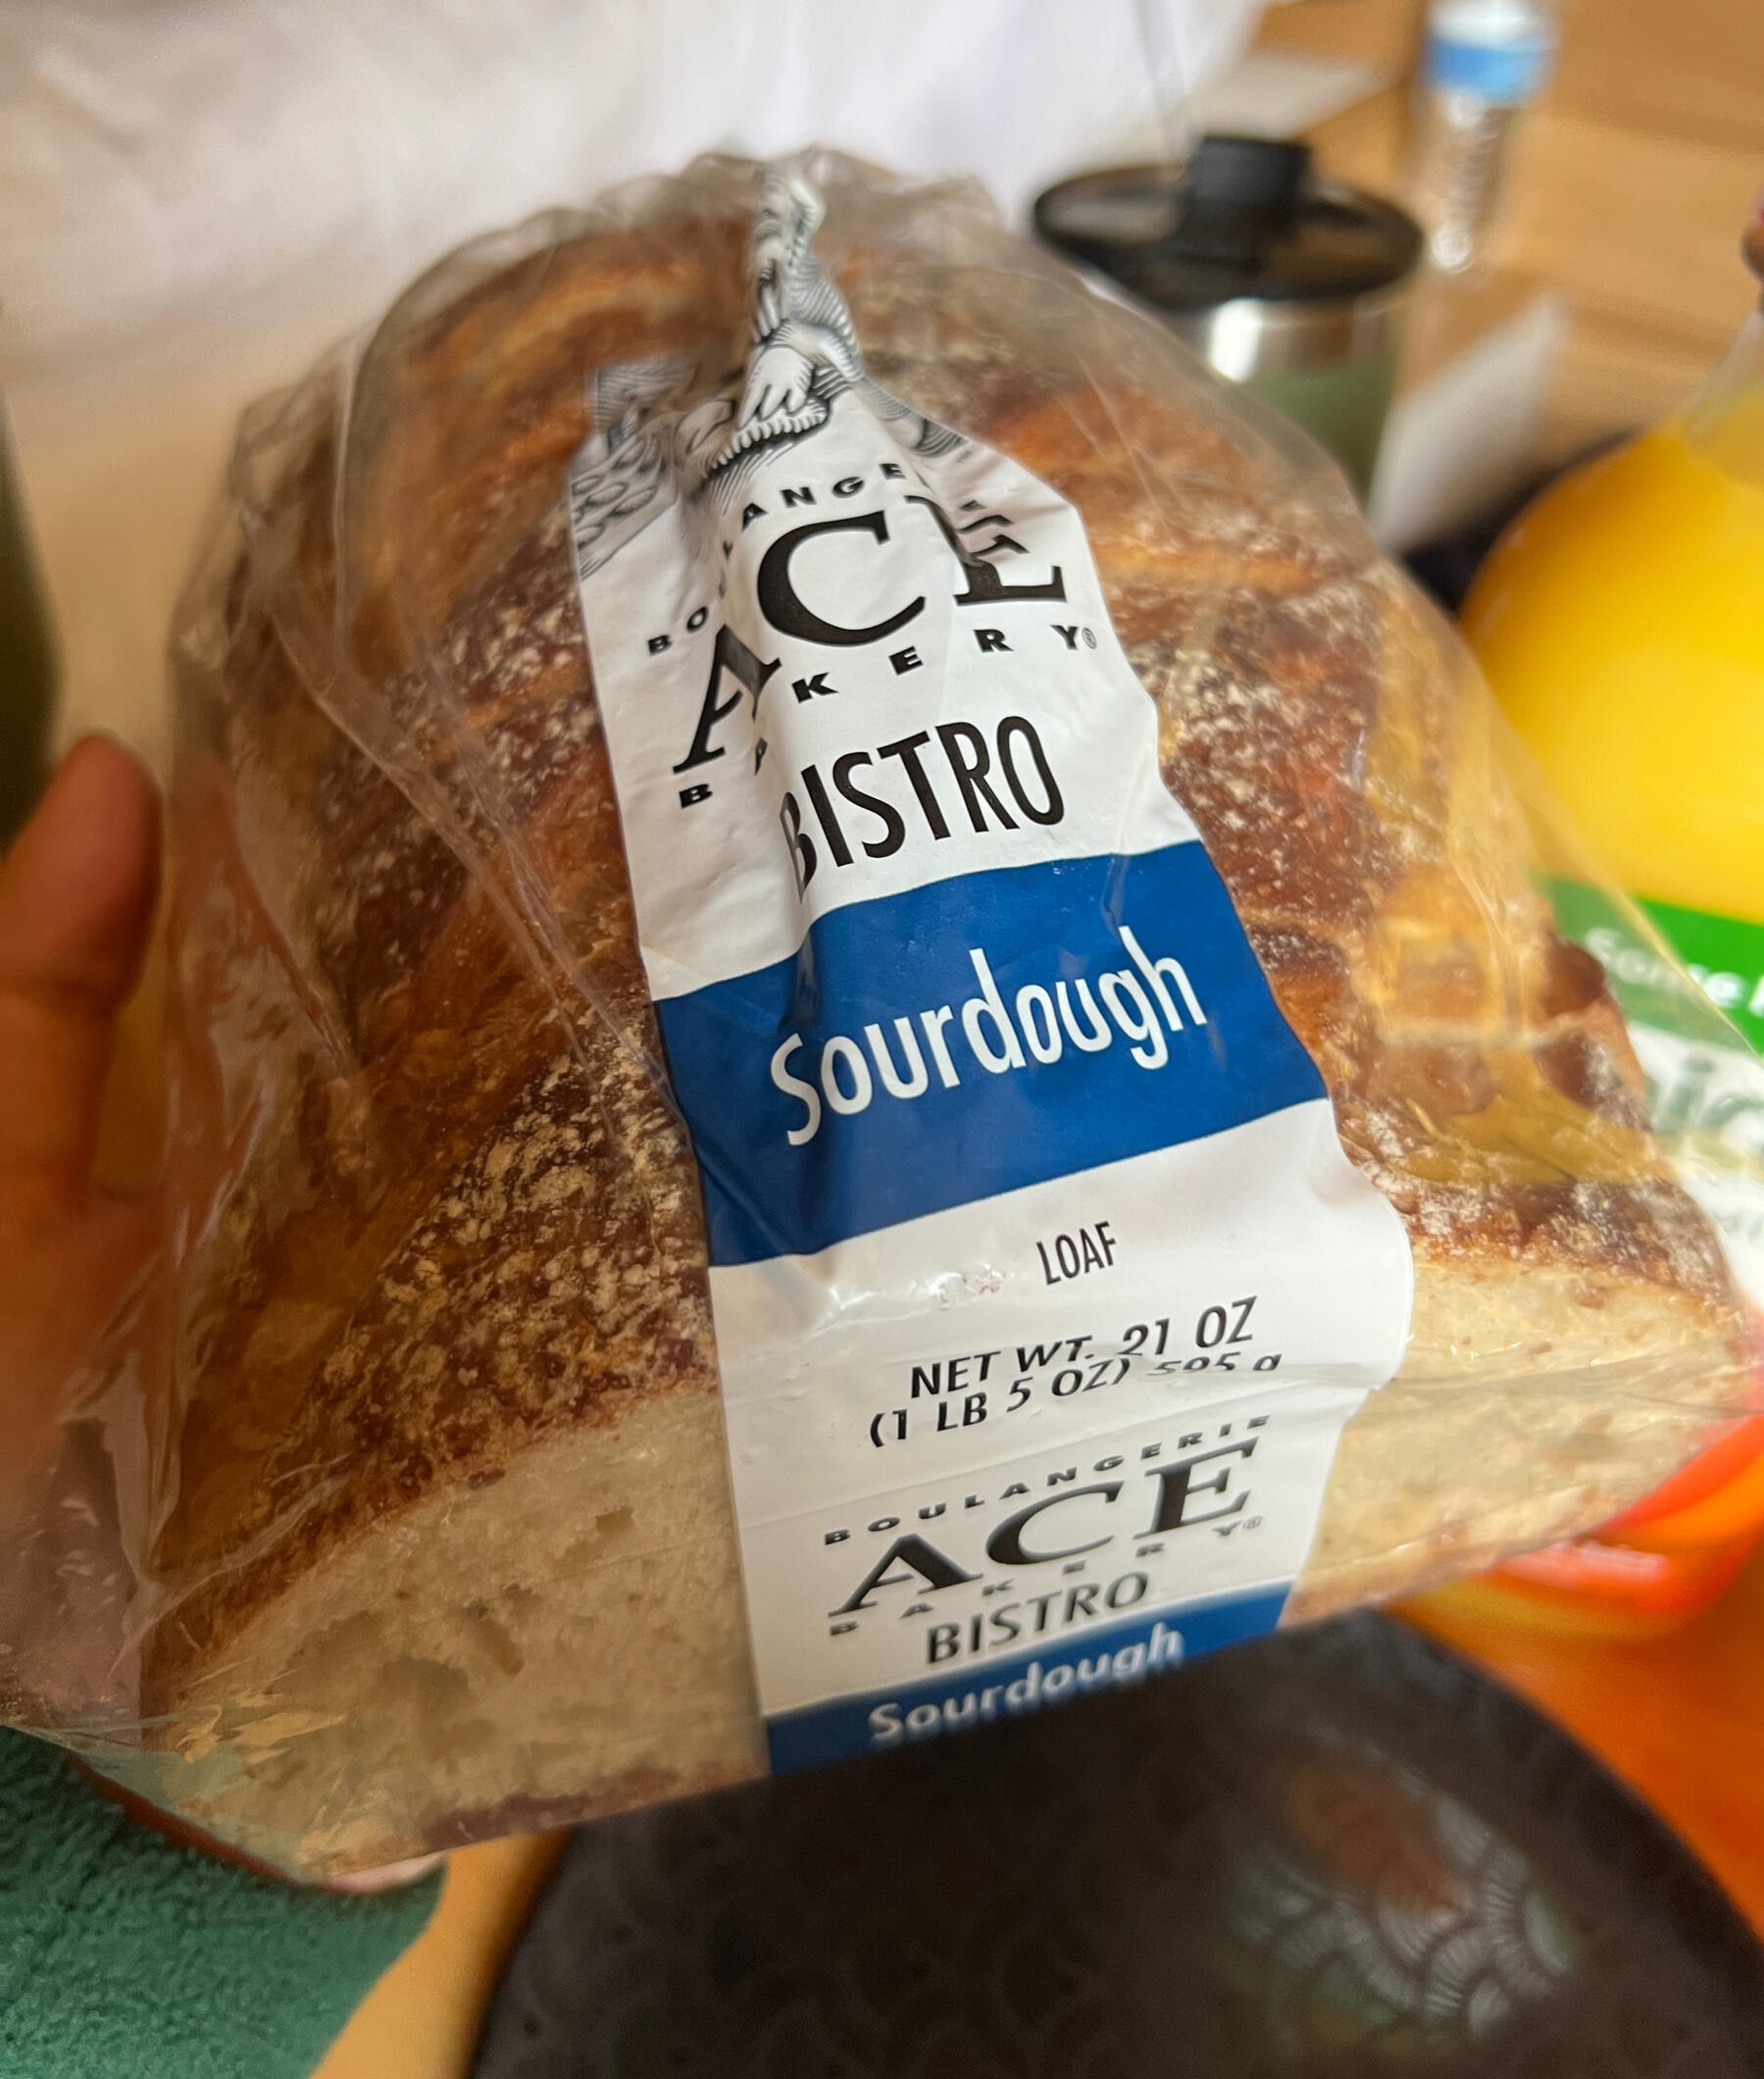 BOULANGERIE
ACE
BAKERY®
BISTRO
Sourdough
LOAF
NET WT. 21 OZ
(1 LB 5 OZ) 595 g
BOULANGERIE
ACE
BAKERY®
BISTRO
Sourdough